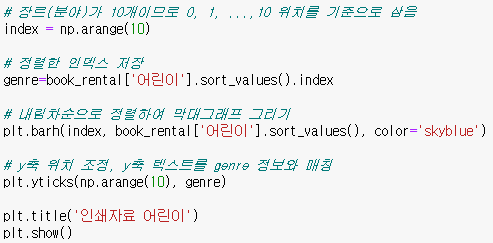 # 장르(분야)가 10개이므로 0, 1, ...,10 위치를 기준으로 삼음
index = np.arange(10)
# 정렬한 인덱스 저장
genre=book_rental['어린이'].sort_values().index
# 내림차순으로 정렬하여 막대그래프 그리기
plt.barh(index, book_rental['어린이'].sort_values(), color='skyblue')
# y축 위치 조정, y축 텍스트를 genre 정보와 매칭
plt.yticks(np.arange(10), genre)
plt.title('인쇄자료 어린이')
plt.show()